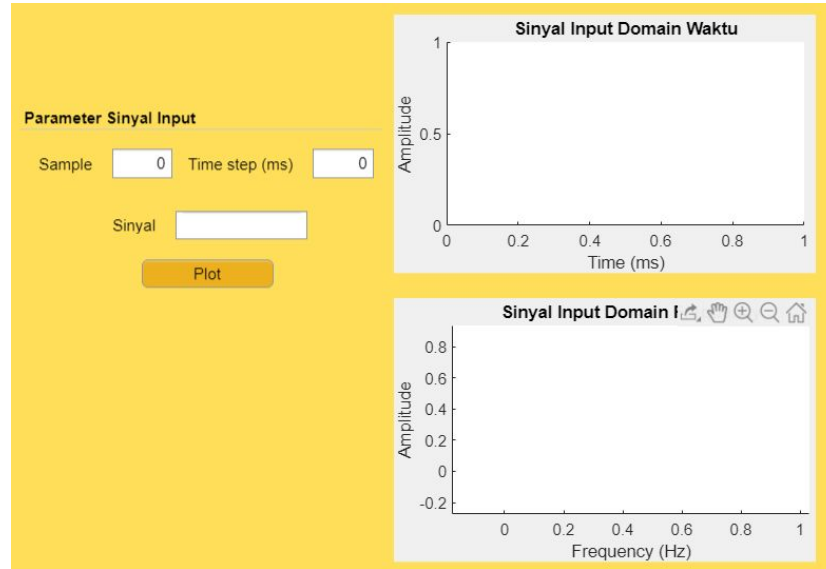 Parameter Sinyal Input
Sample 0 Time step (ms) 0
Sinyal
Plot
Sinyal Input Domain Waktu
1
0.5
0
Amplitude
0 0.2 0.4 0.6 0.8 1
Time (ms)
Sinyal Input Domain
0.8
0.6
0.4
0.2
0
-0.2
Amplitude
0 0.2 0.4 0.6 0.8 1
Frequency (Hz)